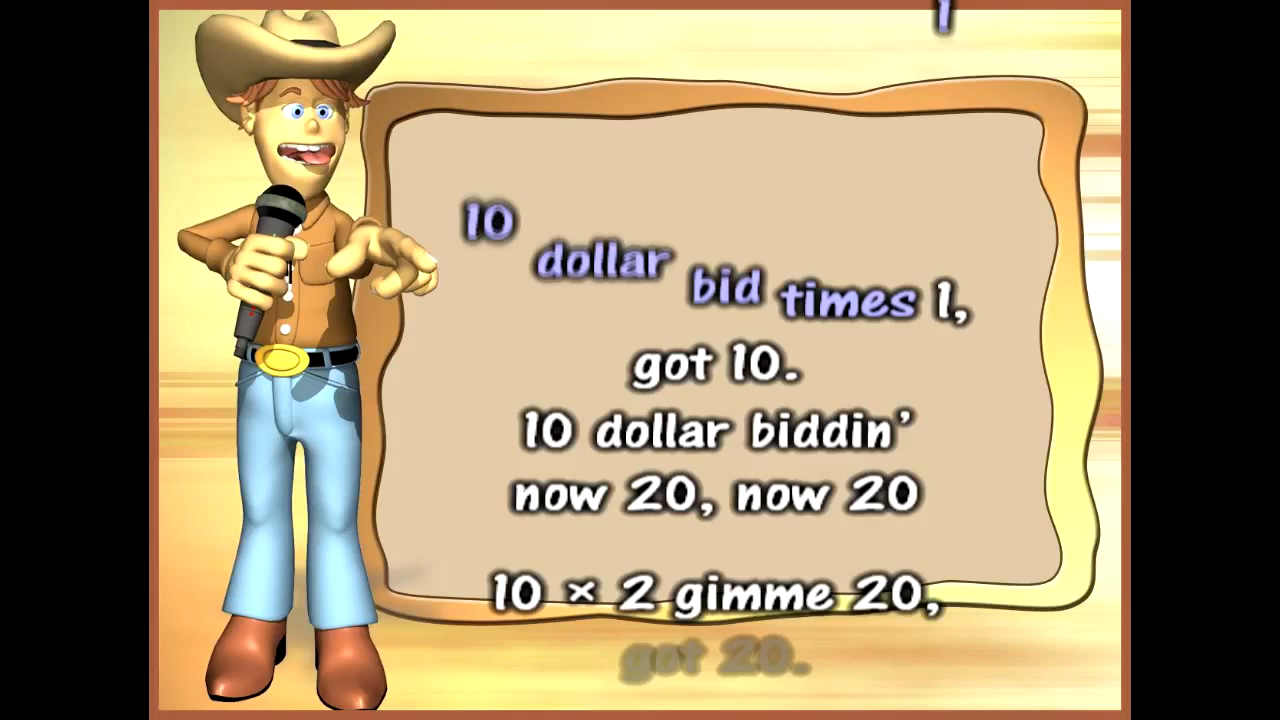 1
10 dollar bid times 1,
got 10.
10 dollar biddin'
now 20, now 20
10 × 2 gimme 20,
got 20.